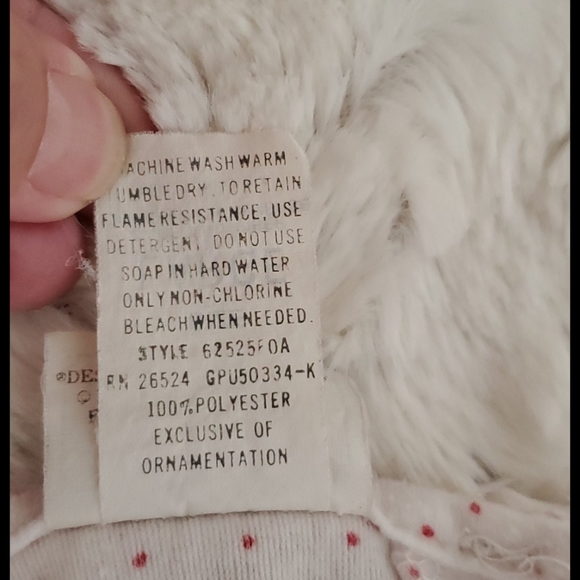 ACHINE WASH WARM
UMBLE DRY. TO RETAIN
FLAME RESISTANCE, USE
DETERGENT DO NOT USE
SOAP IN HARD WATER
ONLY NON-CHLORINE
BLEACH WHEN NEEDED.
STYLE 62525F0A
®DES
RN 26524 GPU50334-K
©
100% POLYESTER
EXCLUSIVE OF
ORNAMENTATION